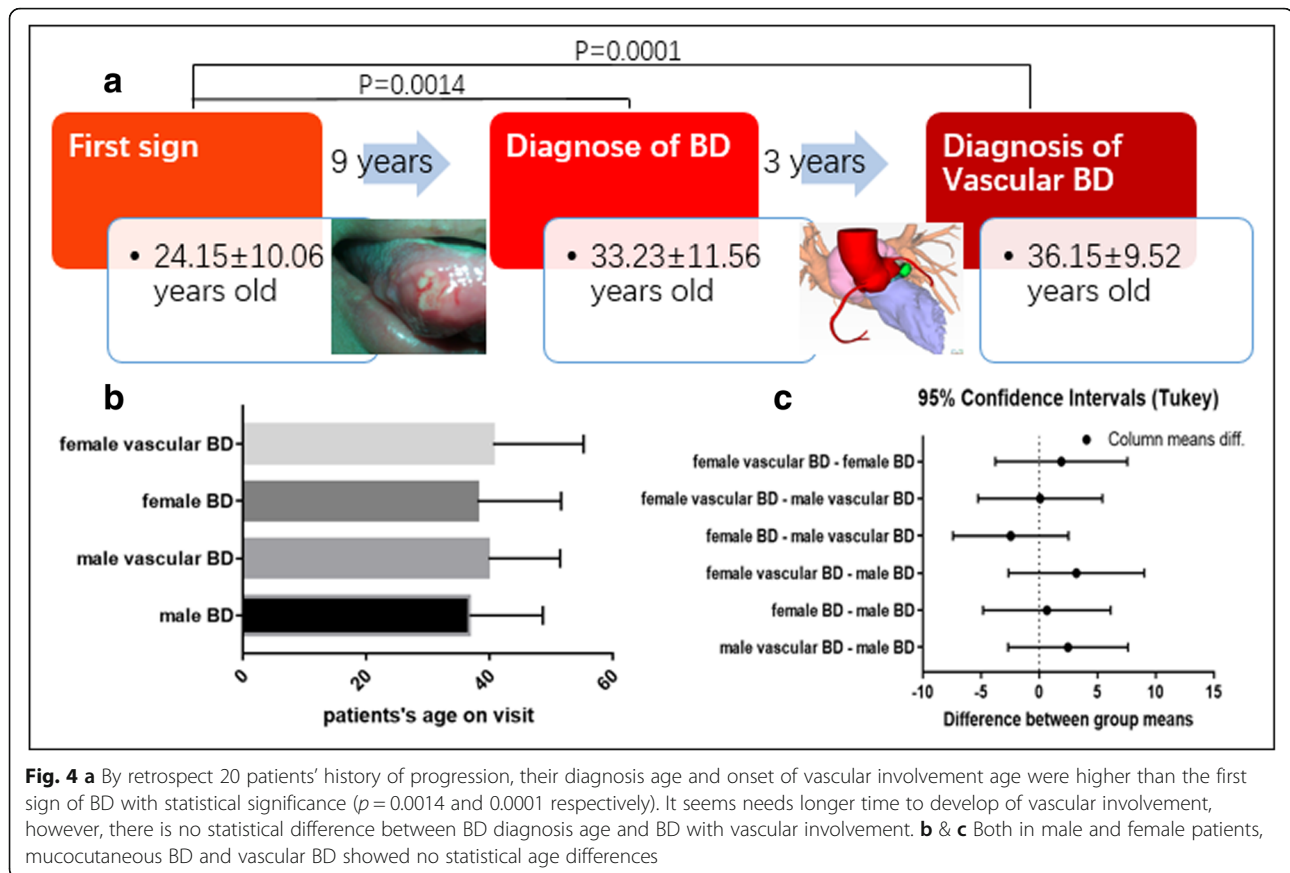 P=0.0001
a
P=0.0014
First sign
9 years
Diagnose of BD
3 years
Diagnosis of
Vascular BD
• 24.15±10.06
years old
• 33.23±11.56
years old
• 36.15±9.52
years old
b
female vascular BD
female BD
male vascular BD
male BD
0
20
40
60
patients's age on visit
c
95% Confidence Intervals (Tukey)
Column means diff.
female vascular BD - female BD
female vascular BD - male vascular BD
female BD - male vascular BD
female vascular BD - male BD
female BD - male BD
male vascular BD - male BD
-10
-5
0
5
10
15
Difference between group means
Fig. 4 a By retrospect 20 patients' history of progression, their diagnosis age and onset of vascular involvement age were higher than the first
sign of BD with statistical significance (p = 0.0014 and 0.0001 respectively). It seems needs longer time to develop of vascular involvement,
however, there is no statistical difference between BD diagnosis age and BD with vascular involvement. b & c Both in male and female patients,
mucocutaneous BD and vascular BD showed no statistical age differences